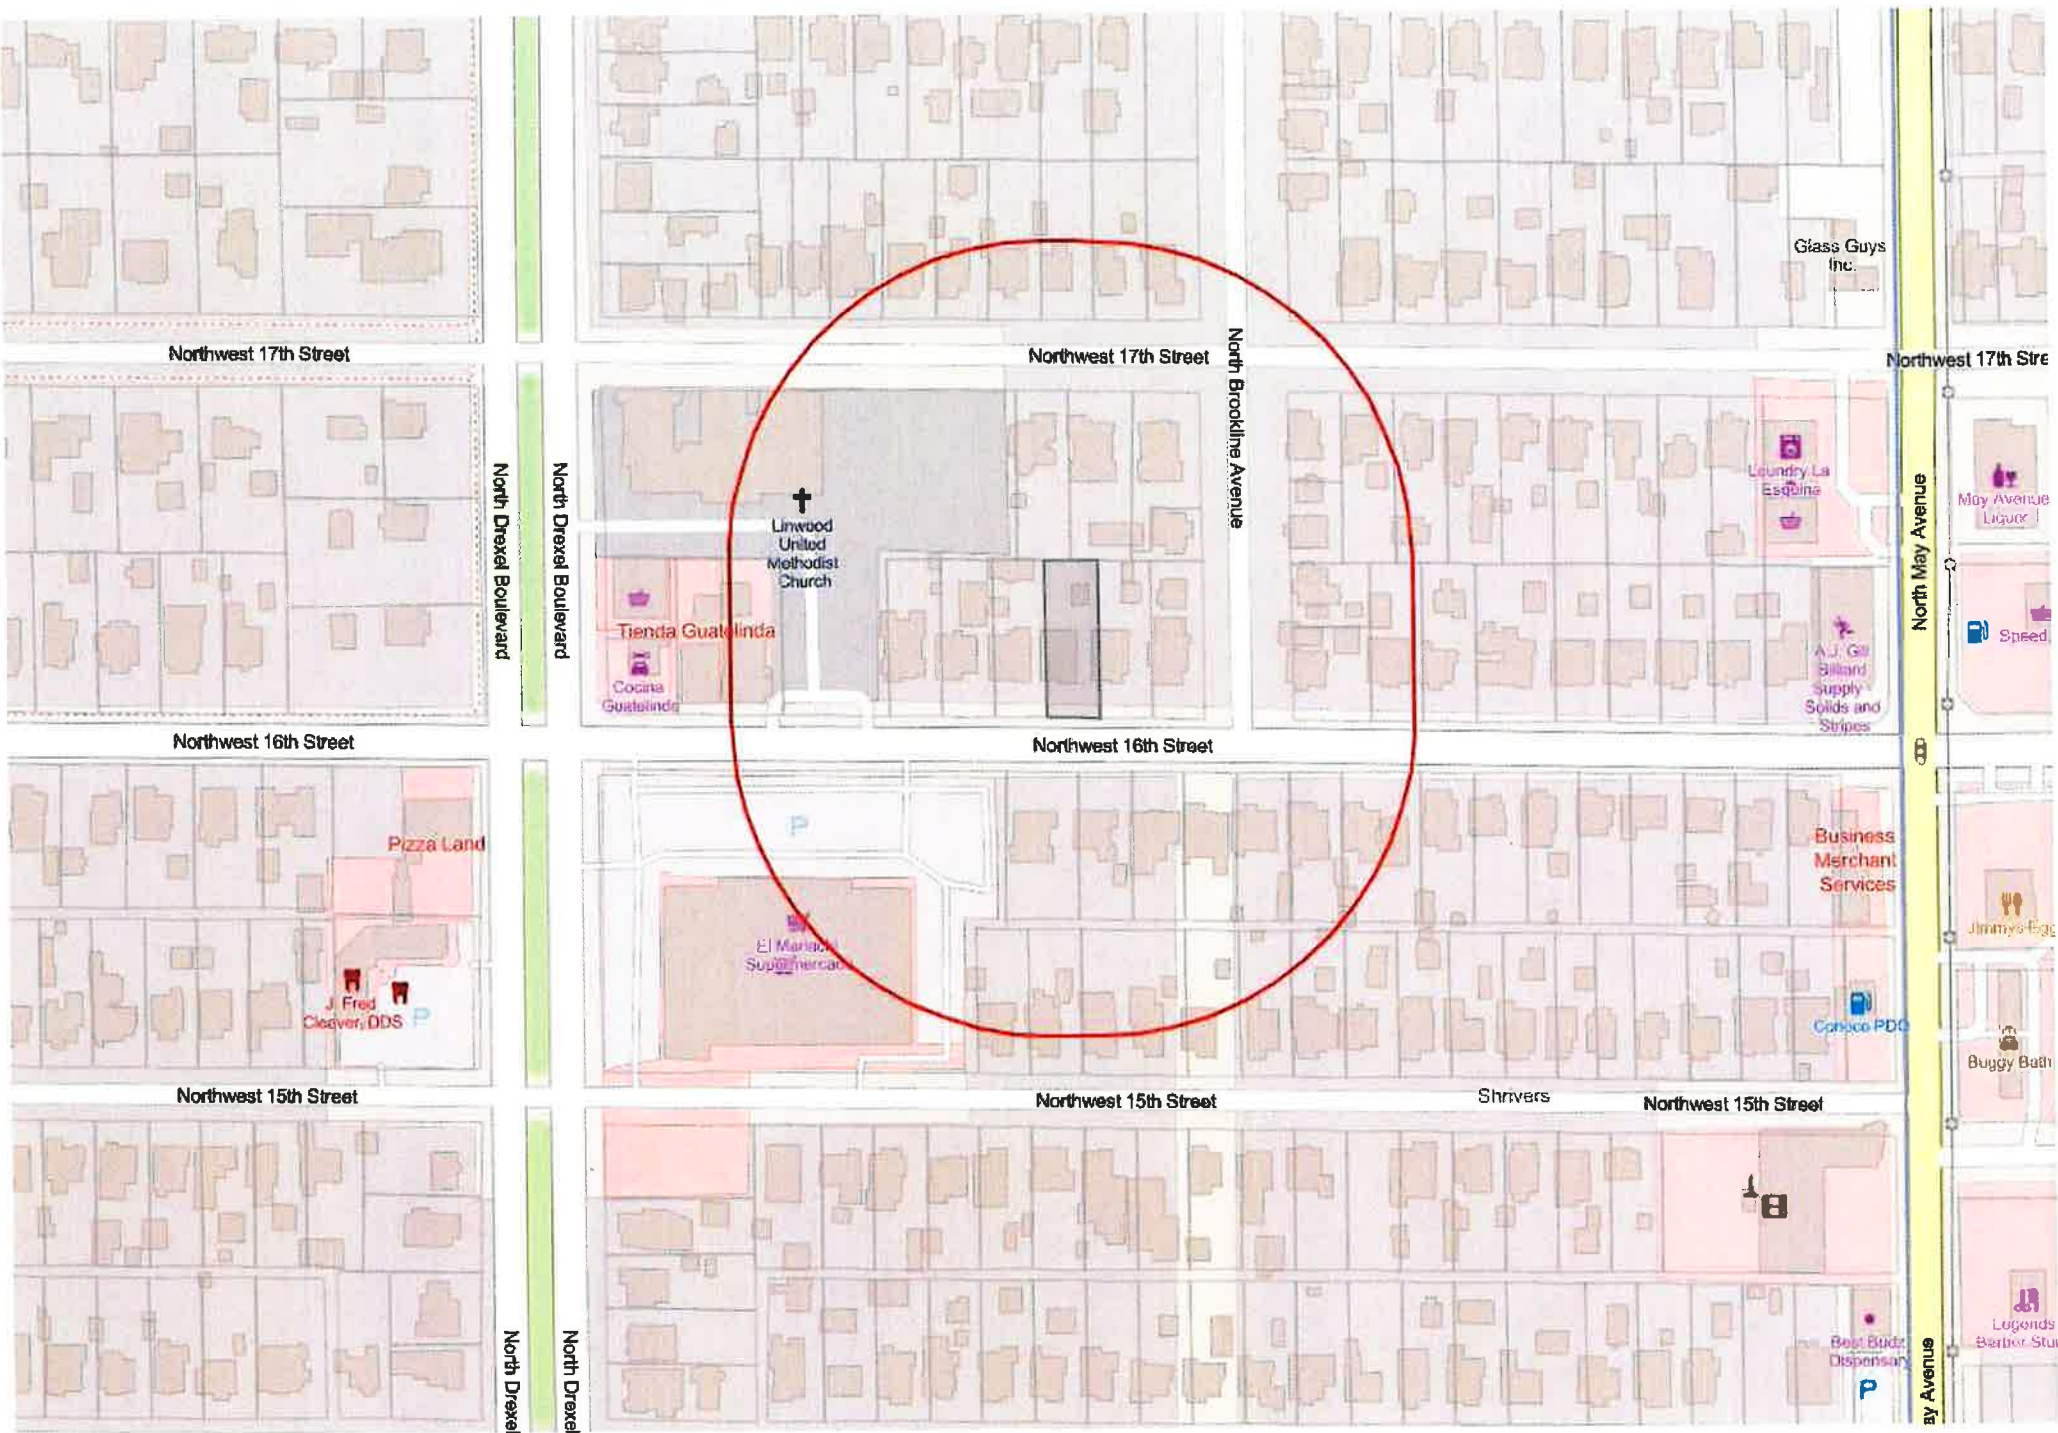 Glass Guys
Inc.
Northwest 17th Street
Northwest 17th Street
Northwest 17th Stre
North Brookline Avenue
North Drexel Boulevard
North Drexel Boulevard
Linwood
United
Methodist
Church
Laundry La
Esquina
North May Avenue
May Avenue
Liquor
Tienda Guatelinda
Cocina
Guatelinda
A.J. Gill
Billiard
Supply -
Solids and
Stripes
Speed
Northwest 16th Street
Northwest 16th Street
P
Pizza Land
Business
Merchant
Services
El Mariachi
Supermercado
Jimmy's Egg
J. Fred
Cleaver, DDS
P
Conoco PDQ
Buggy Bath
Northwest 15th Street
Northwest 15th Street
Shrivers
Northwest 15th Street
Legends
Barber Stu
Best Budz
Dispensary
P
North Drexel
North Drexel
ay Avenue